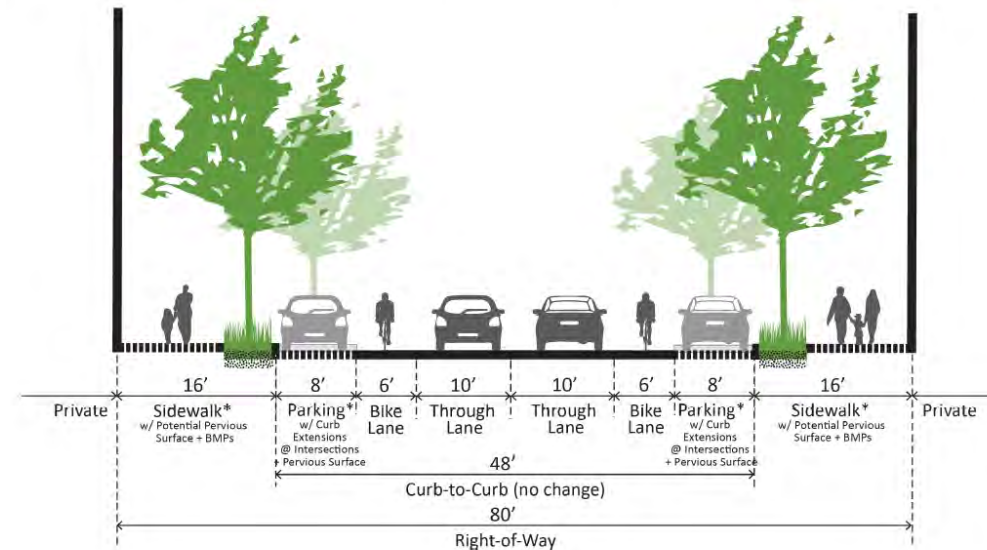 16’ 8’ 6’ 10’ 10’ 6’ 8’ 16’
Private
Sidewalk*
w/ Potential Pervious
Surface + BMPs
Parking*
w/ Curb
Extensions
@ Intersections
+ Pervious Surface
Bike
Lane
Through
Lane
Through
Lane
Bike
Lane
Parking*
w/ Curb
Extensions
@ Intersections
+ Pervious Surface
Sidewalk*
w/ Potential Pervious
Surface + BMPs
Private
48’
Curb-to-Curb (no change)
80’
Right-of-Way